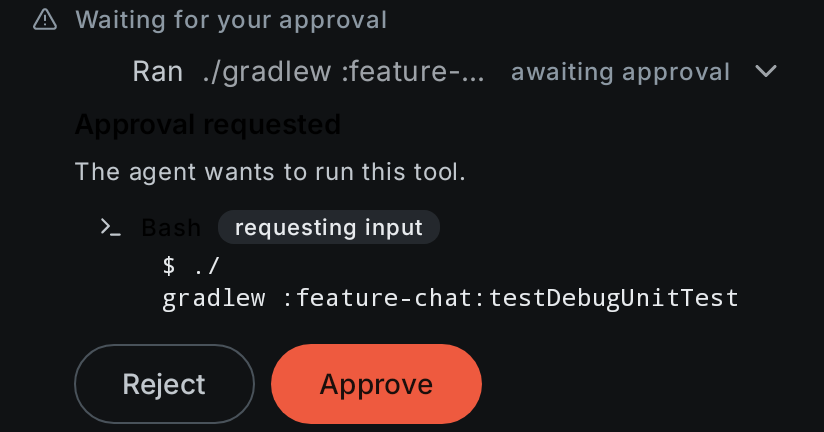 Waiting for your approval
Ran ./gradlew :feature-... awaiting approval
Approval requested
The agent wants to run this tool.
Bash requesting input
$ ./
gradlew :feature-chat:testDebugUnitTest
Reject Approve